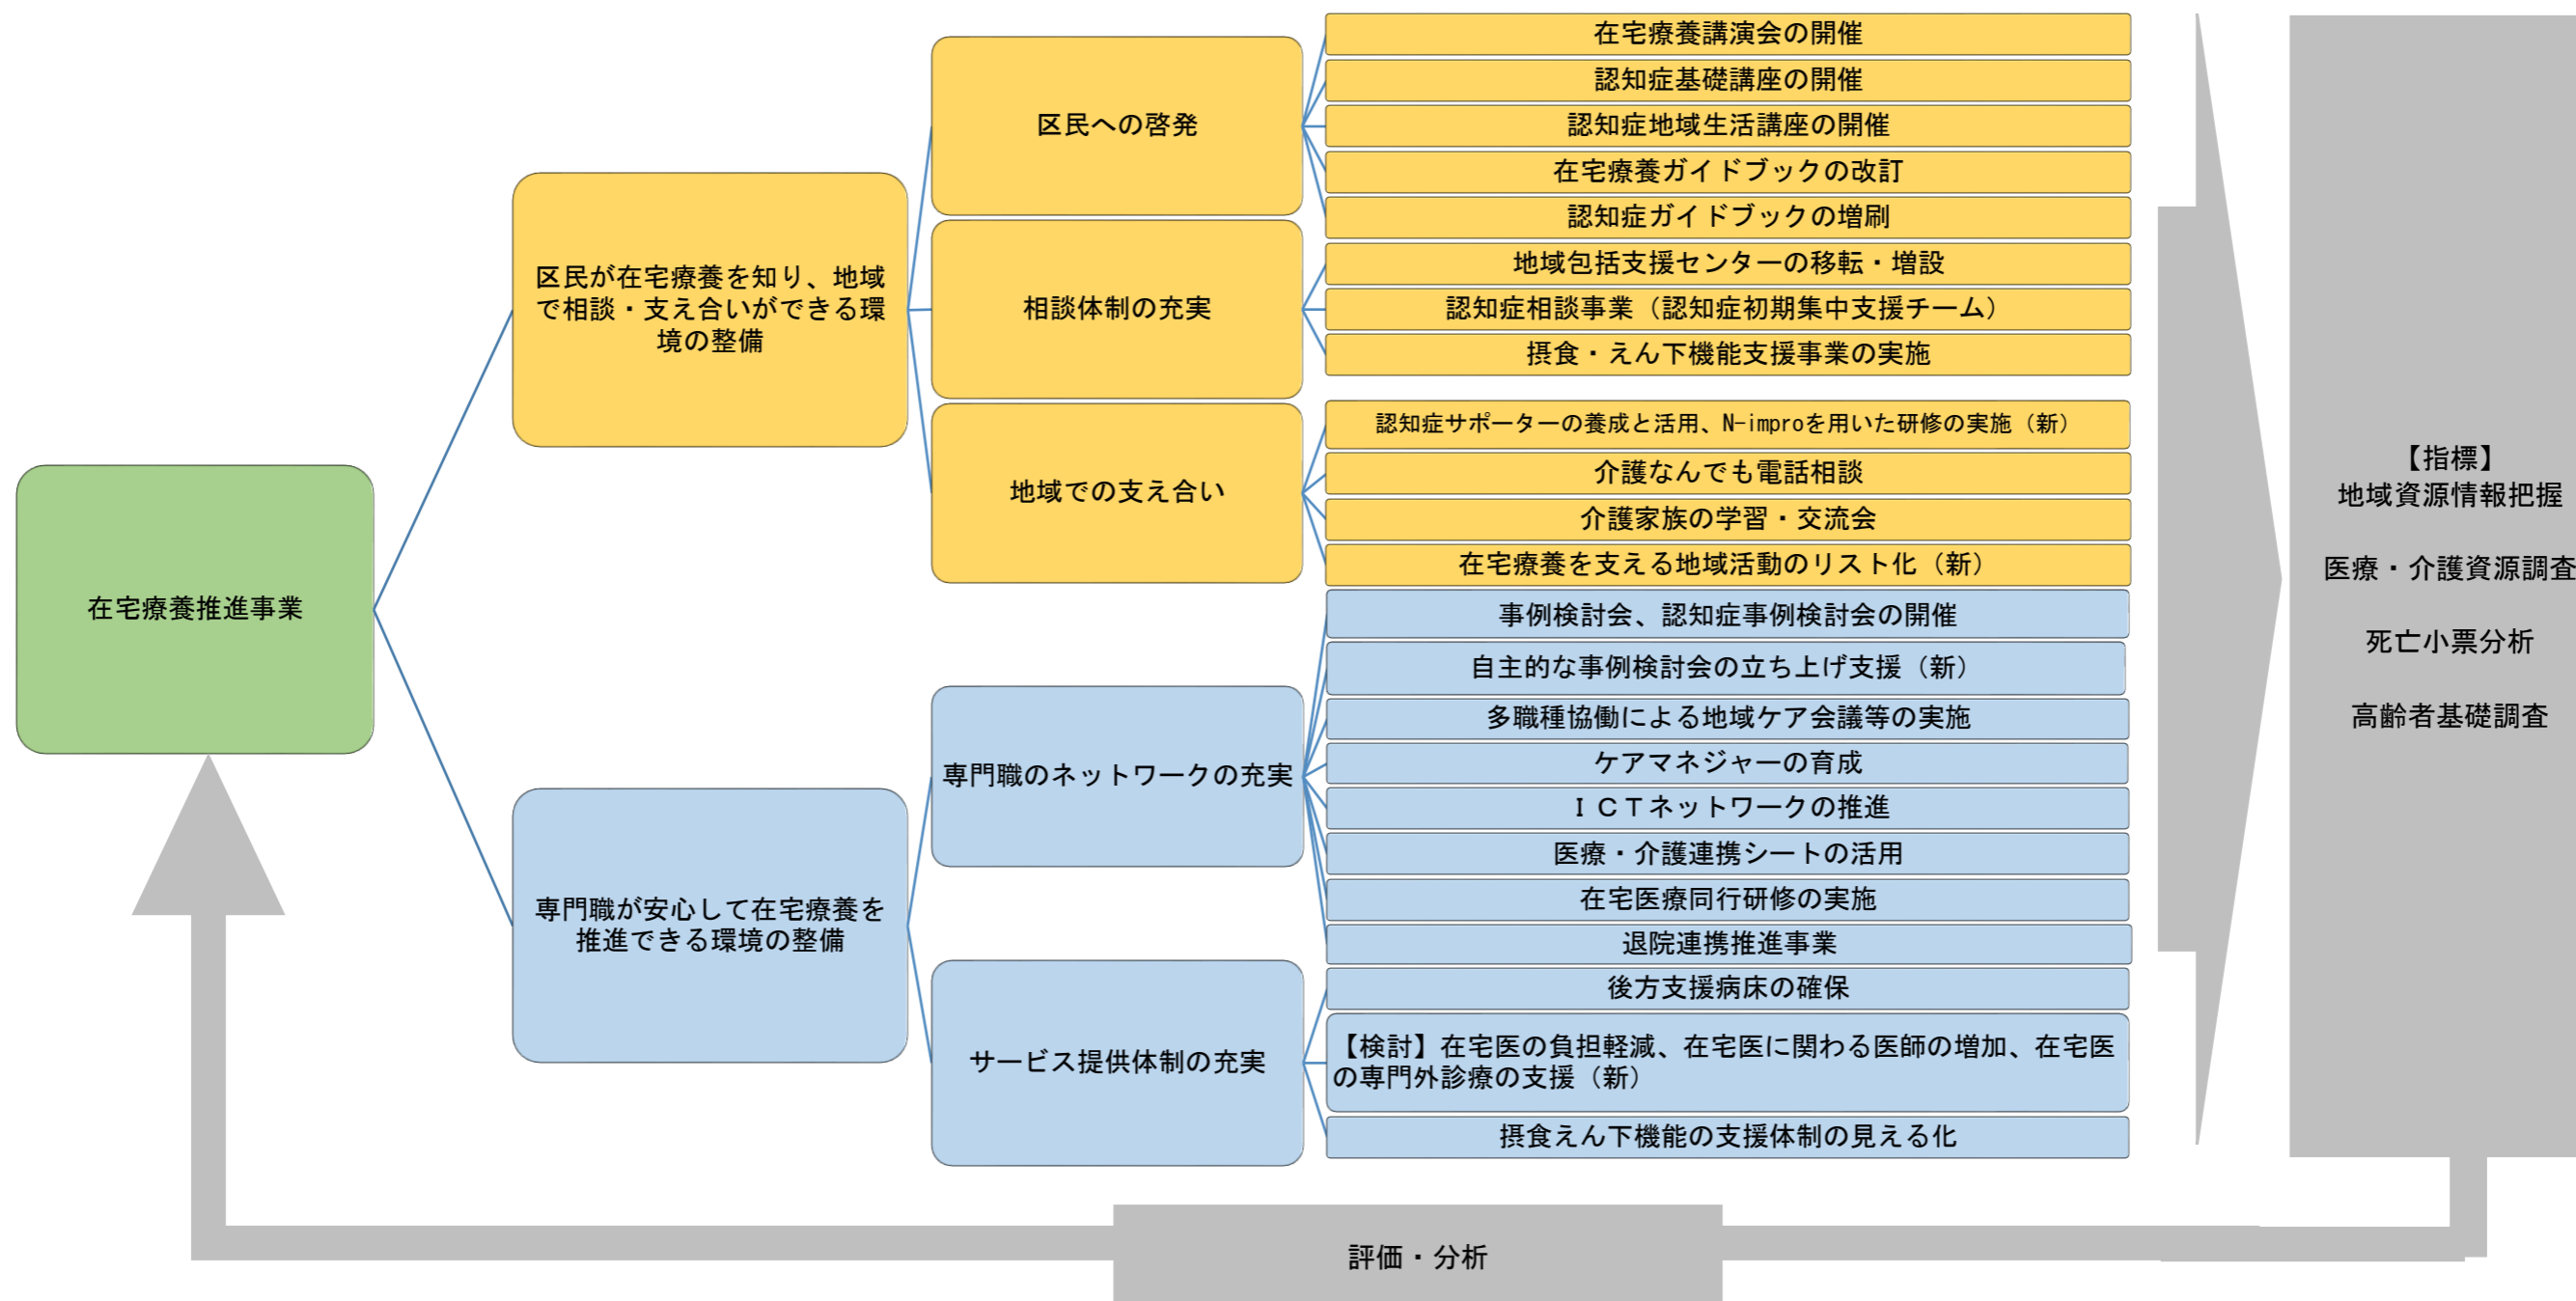 在宅療養推進事業
区民が在宅療養を知り、地域
で相談・支え合いができる環
境の整備
区民への啓発
在宅療養講演会の開催
認知症基礎講座の開催
認知症地域生活講座の開催
在宅療養ガイドブックの改訂
認知症ガイドブックの増刷
相談体制の充実
地域包括支援センターの移転・増設
認知症相談事業（認知症初期集中支援チーム）
摂食・えん下機能支援事業の実施
地域での支え合い
認知症サポーターの養成と活用、N-improを用いた研修の実施（新）
介護なんでも電話相談
介護家族の学習・交流会
在宅療養を支える地域活動のリスト化（新）
専門職が安心して在宅療養を
推進できる環境の整備
専門職のネットワークの充実
事例検討会、認知症事例検討会の開催
自主的な事例検討会の立ち上げ支援（新）
多職種協働による地域ケア会議等の実施
ケアマネジャーの育成
ＩＣＴネットワークの推進
医療・介護連携シートの活用
在宅医療同行研修の実施
退院連携推進事業
サービス提供体制の充実
後方支援病床の確保
【検討】在宅医の負担軽減、在宅医に関わる医師の増加、在宅医
の専門外診療の支援（新）
摂食えん下機能の支援体制の見える化
【指標】
地域資源情報把握
医療・介護資源調査
死亡小票分析
高齢者基礎調査
評価・分析